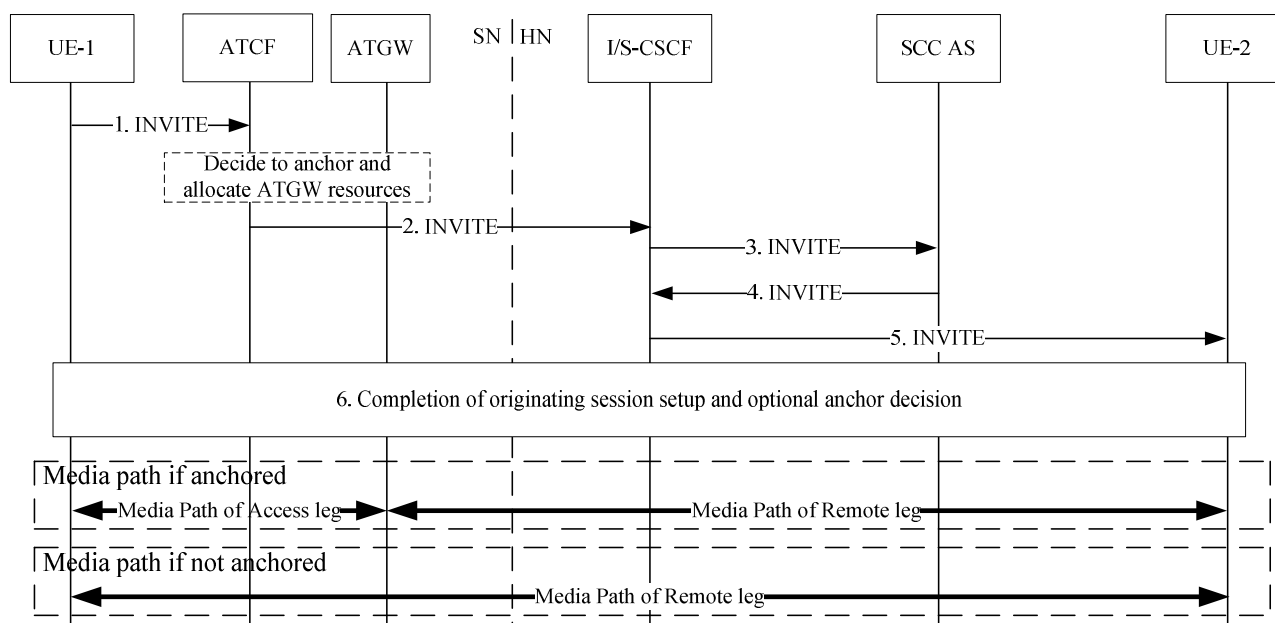 UE-1
ATCF
ATGW
SN
HN
I/S-CSCF
SCC AS
UE-2
1. INVITE
Decide to anchor and
allocate ATGW resources
2. INVITE
3. INVITE
4. INVITE
5. INVITE
6. Completion of originating session setup and optional anchor decision
Media path if anchored
Media Path of Access leg
Media Path of Remote leg
Media path if not anchored
Media Path of Remote leg